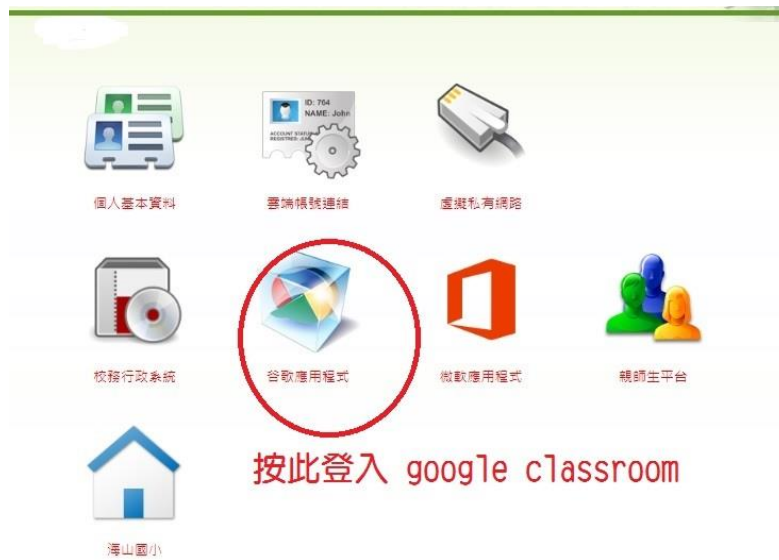 ID: 764
NAME: John
個人基本資料
雲端帳號連結
虛擬私有網路
校務行政系統
谷歌應用程式
微軟應用程式
親師生平台
按此登入 google classroom
海山國小